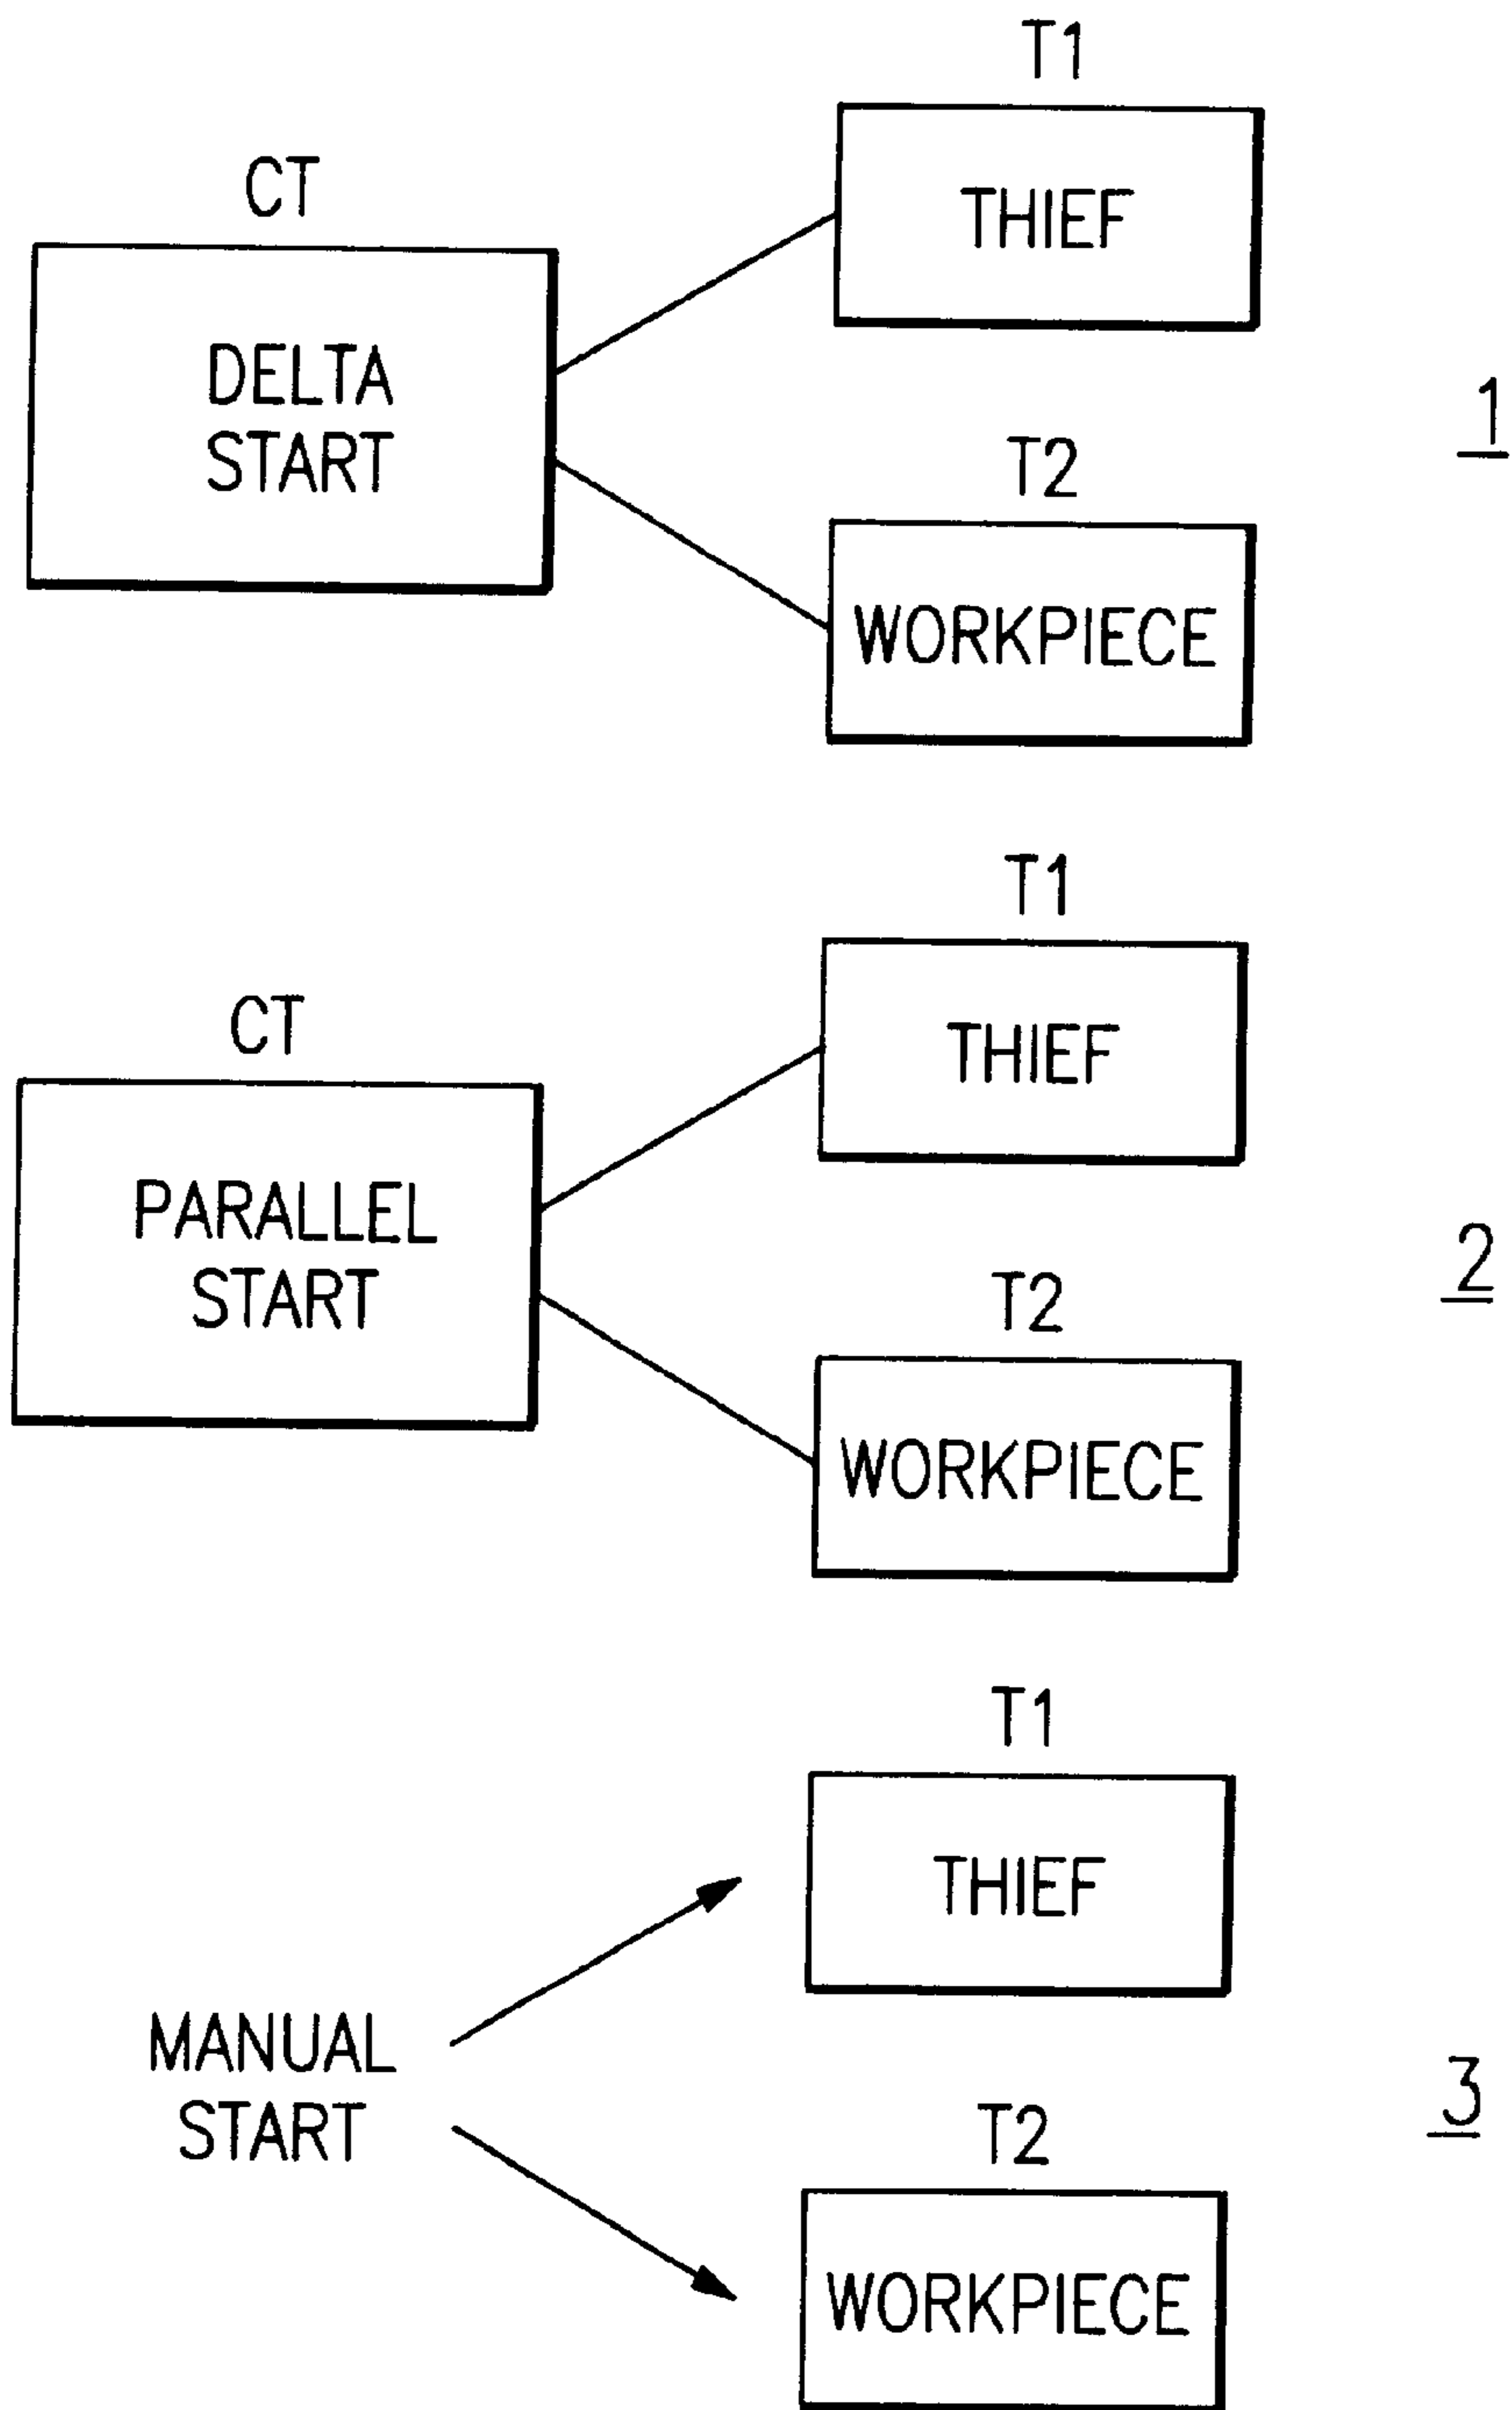 T1
CT
THIEF
DELTA
START
1
T2
WORKPIECE
T1
CT
THIEF
PARALLEL
START
2
T2
WORKPIECE
T1
THIEF
MANUAL
START
3
T2
WORKPIECE